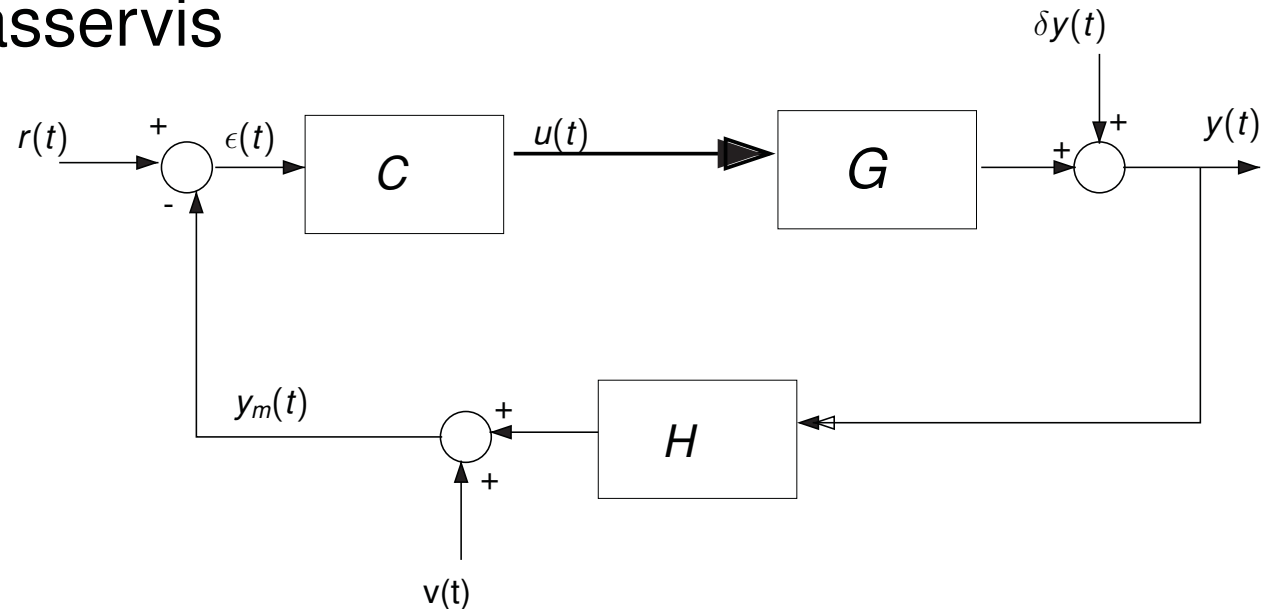 asservis
δy(t)
r(t) + ϵ(t) C u(t) G + + y(t)
-
y_m(t) + H
+
v(t)